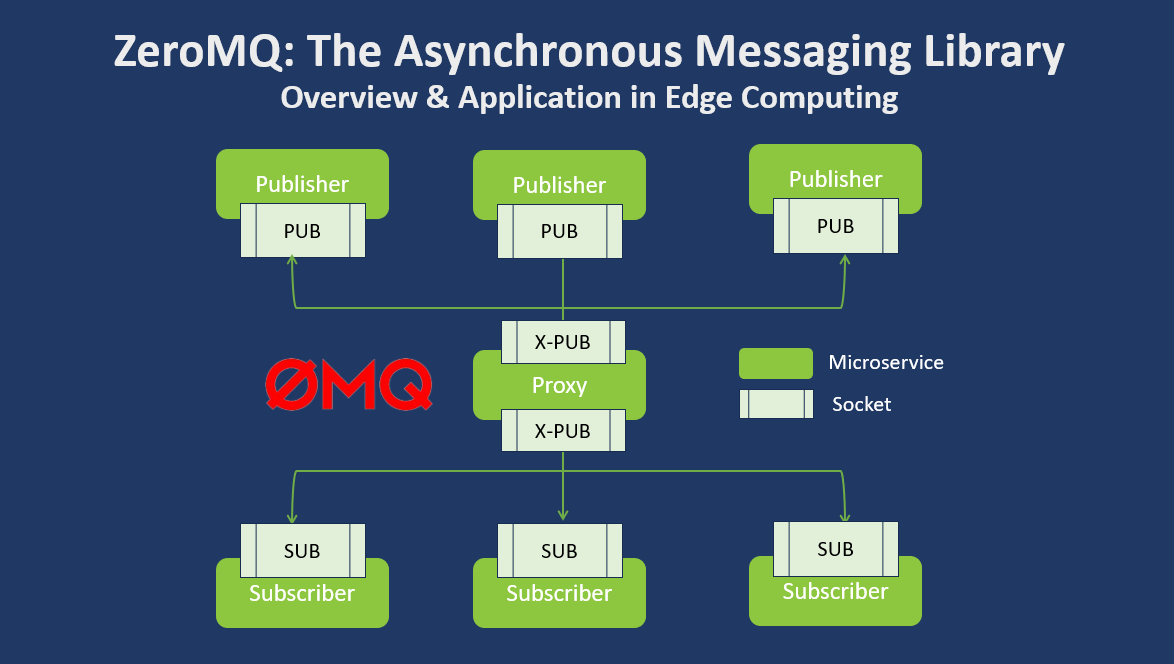 ZeroMQ: The Asynchronous Messaging Library
Overview & Application in Edge Computing
Publisher
PUB
Publisher
PUB
Publisher
PUB
X-PUB
Proxy
X-PUB
ØMQ
Microservice
Socket
SUB
Subscriber
SUB
Subscriber
SUB
Subscriber